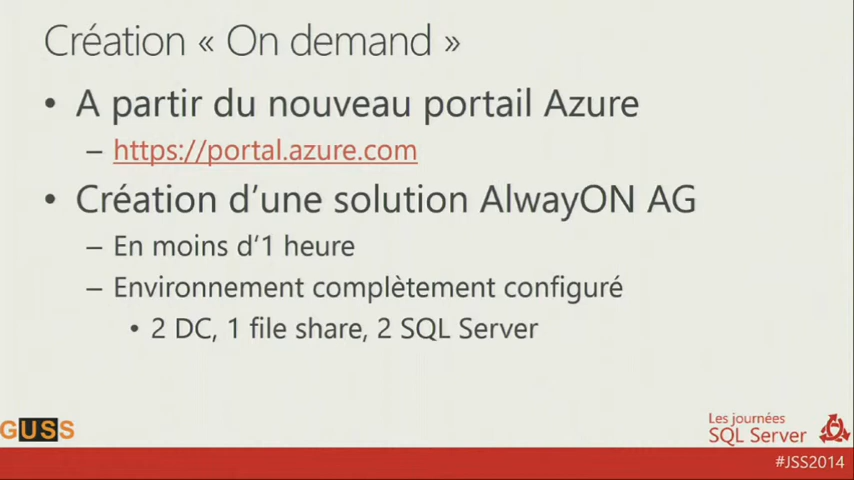 Création « On demand »
• A partir du nouveau portail Azure
– https://portal.azure.com
• Création d’une solution AlwayON AG
– En moins d’1 heure
– Environnement complètement configuré
• 2 DC, 1 file share, 2 SQL Server
GUSS
Les journées
SQL Server
#JSS2014